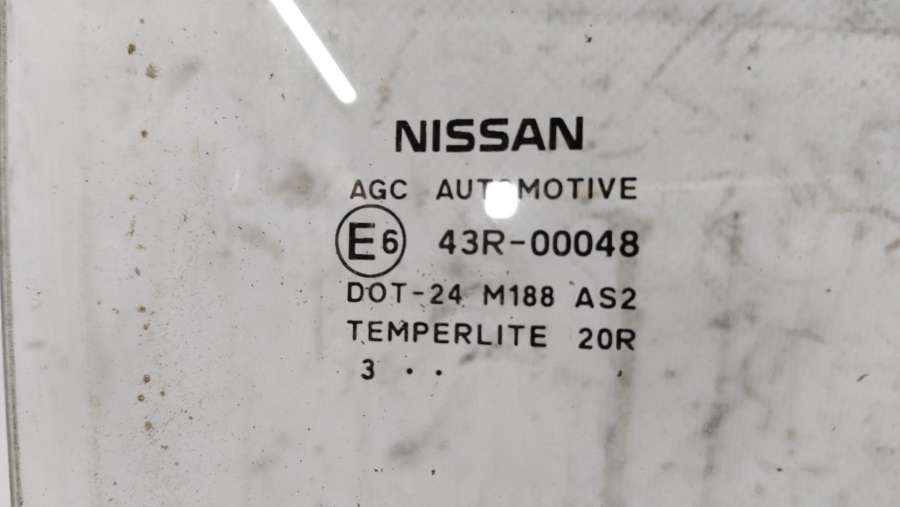 NISSAN
AGC AUTOMOTIVE
E6 43R-00048
DOT-24 M188 AS2
TEMPERLITE 20R
3 . .